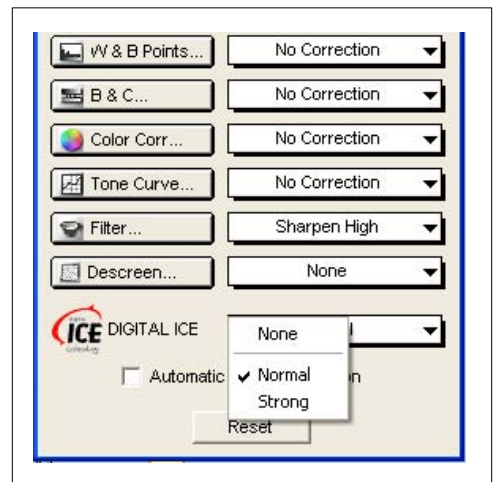 W & B Points... No Correction
B & C... No Correction
Color Corr... No Correction
Tone Curve... No Correction
Filter... Sharpen High
Descreen... None
ICE DIGITAL ICE
None
Automatic
Normal
Strong
Reset